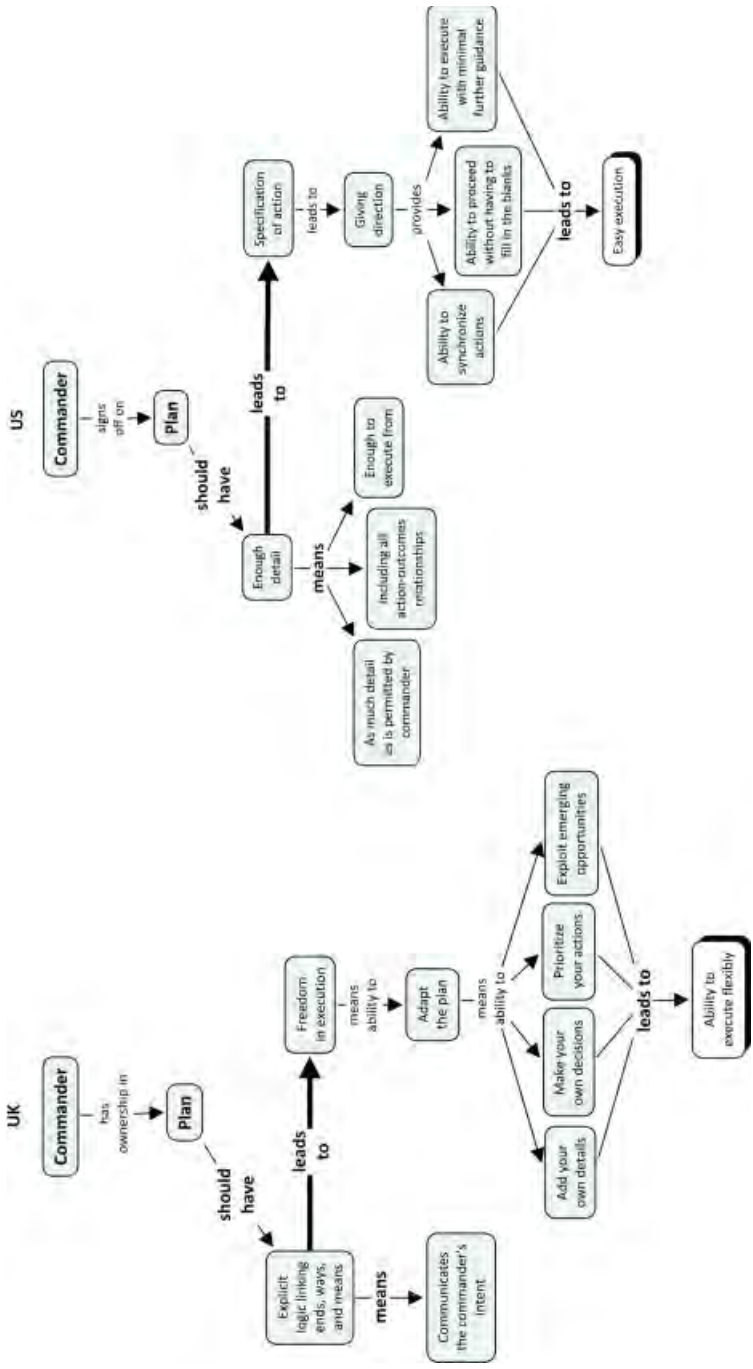 UK
Commander
has
ownership in
Plan
should
have
Explicit
logic linking
ends, ways,
and means
means
Communicates
the commander's
intent
leads
to
Freedom
in execution
means
ability to
Adapt
the plan
means
ability to
Add your
own details
Make your
own decisions
Prioritize
your actions
Exploit emerging
opportunities
leads to
Ability to
execute flexibly
US
Commander
signs
off on
Plan
should
have
Enough
detail
means
As much detail
as is permitted by
commander
Including all
action-outcomes
relationships
Enough to
execute from
leads
to
Specification
of action
leads to
Giving
direction
provides
Ability to
synchronize
actions
Ability to proceed
without having to
fill in the blanks
Ability to execute
with minimal
further guidance
leads to
Easy execution